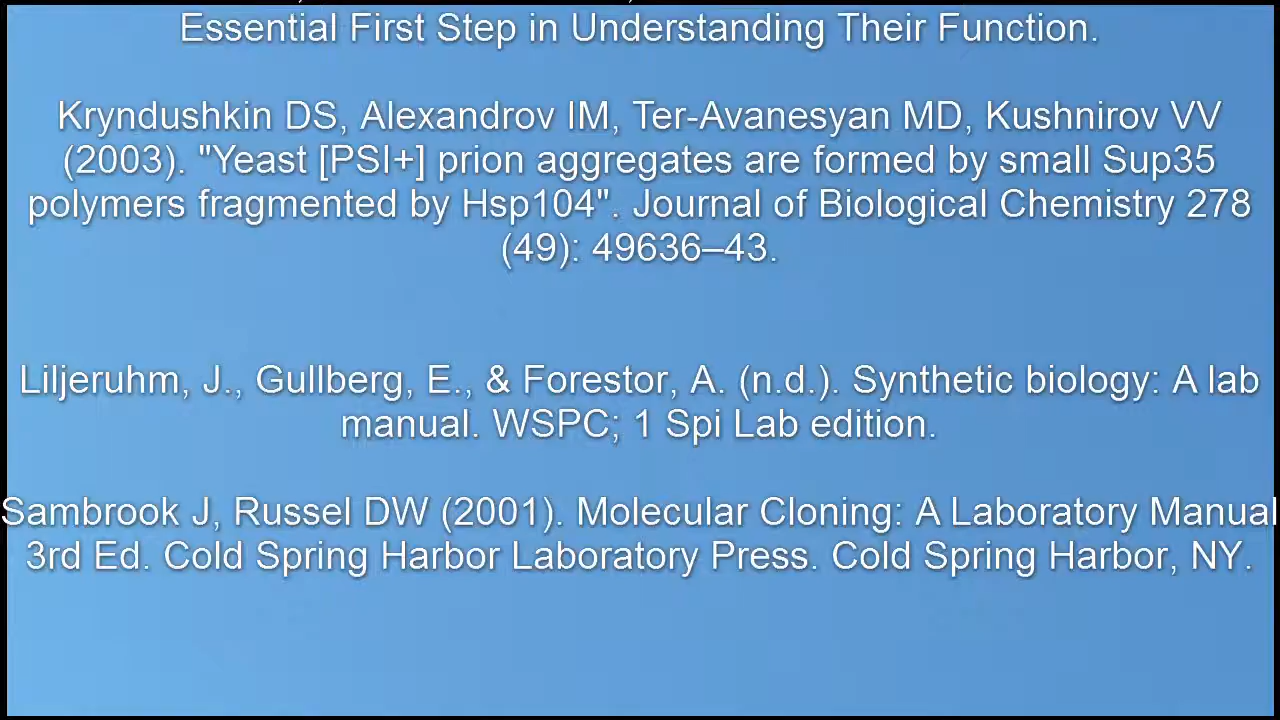 Essential First Step in Understanding Their Function.
Kryndushkin DS, Alexandrov IM, Ter-Avanesyan MD, Kushnirov VV
(2003). "Yeast [PSI+] prion aggregates are formed by small Sup35
polymers fragmented by Hsp104". Journal of Biological Chemistry 278
(49): 49636–43.
Liljeruhm, J., Gullberg, E., & Forestor, A. (n.d.). Synthetic biology: A lab
manual. WSPC; 1 Spi Lab edition.
Sambrook J, Russel DW (2001). Molecular Cloning: A Laboratory Manual
3rd Ed. Cold Spring Harbor Laboratory Press. Cold Spring Harbor, NY.